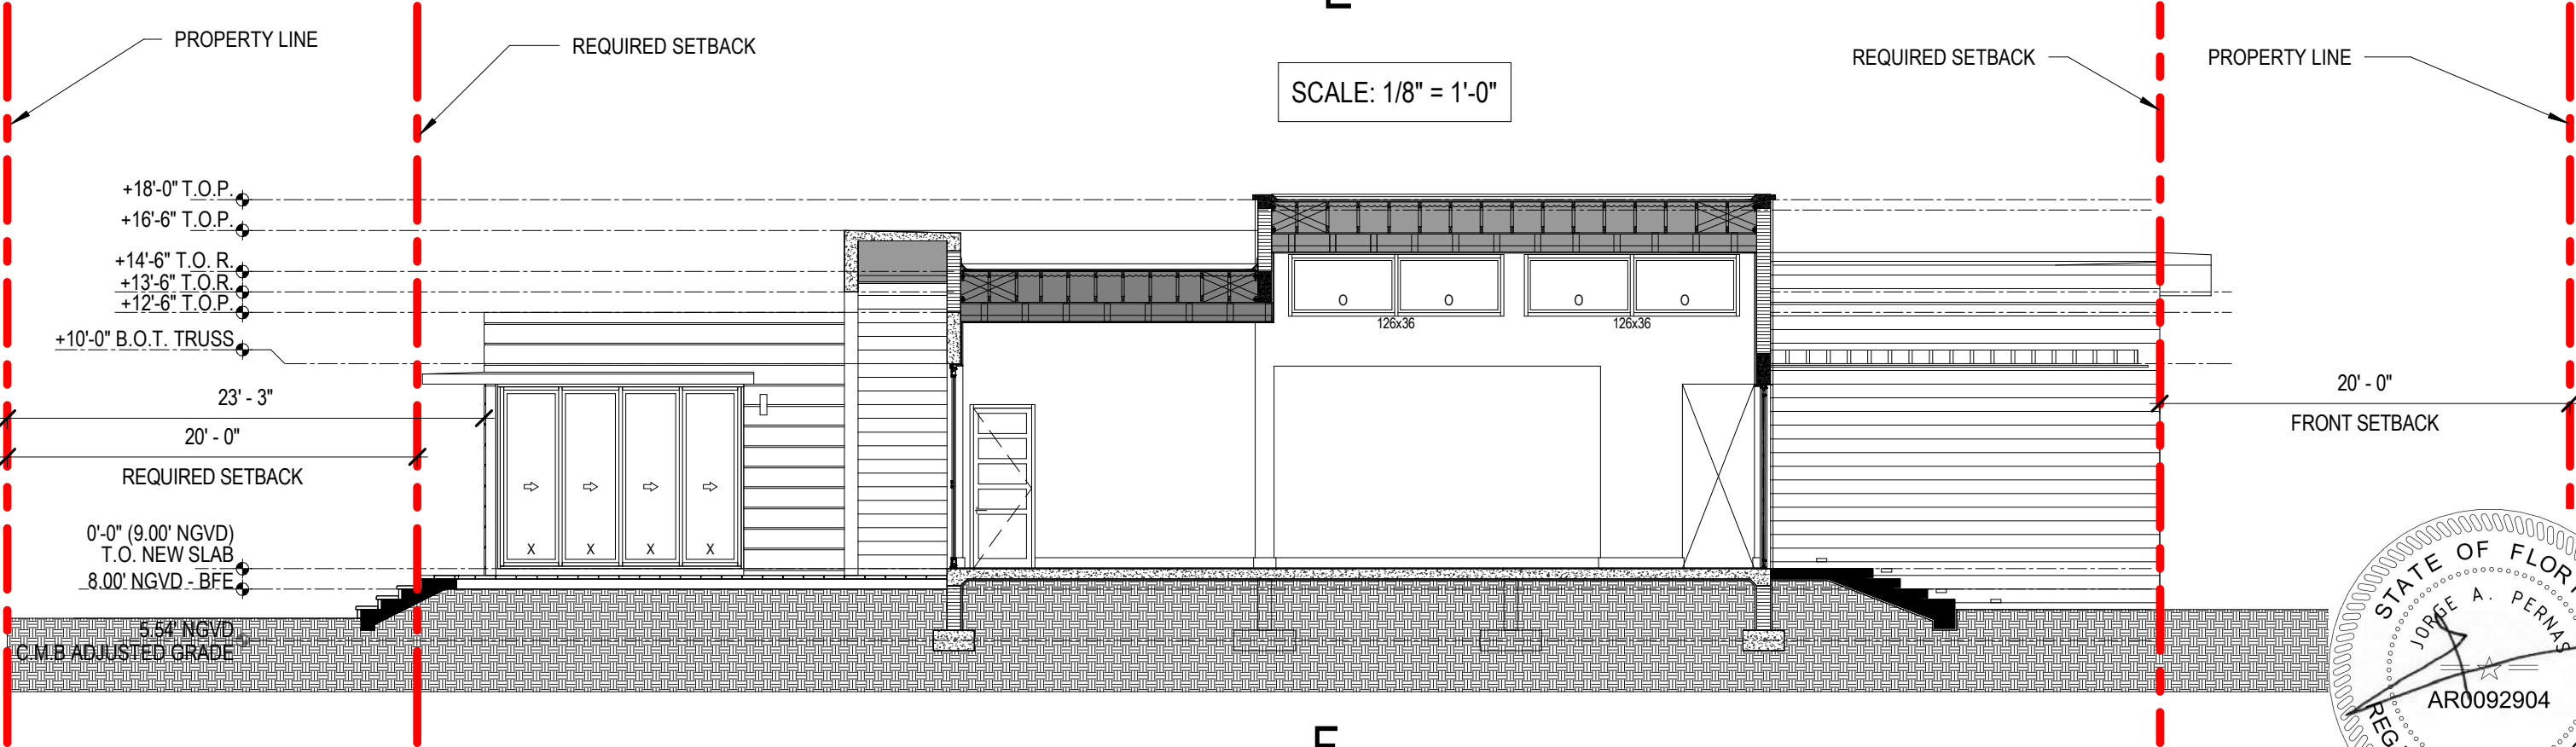 E
PROPERTY LINE
REQUIRED SETBACK
REQUIRED SETBACK
PROPERTY LINE
SCALE: 1/8" = 1'-0"
+18'-0" T.O.P.
+16'-6" T.O.P.
+14'-6" T.O. R.
+13'-6" T.O.R.
+12'-6" T.O.P.
+10'-0" B.O.T. TRUSS
O
O
O
O
126x36
126x36
23' - 3"
20' - 0"
REQUIRED SETBACK
20' - 0"
FRONT SETBACK
X
X
X
X
0'-0" (9.00' NGVD)
T.O. NEW SLAB
8.00' NGVD - BFE
5.54' NGVD
C.M.B ADJUSTED GRADE
STATE OF FLOR
JORGE A. PERNAS
AR0092904
REG